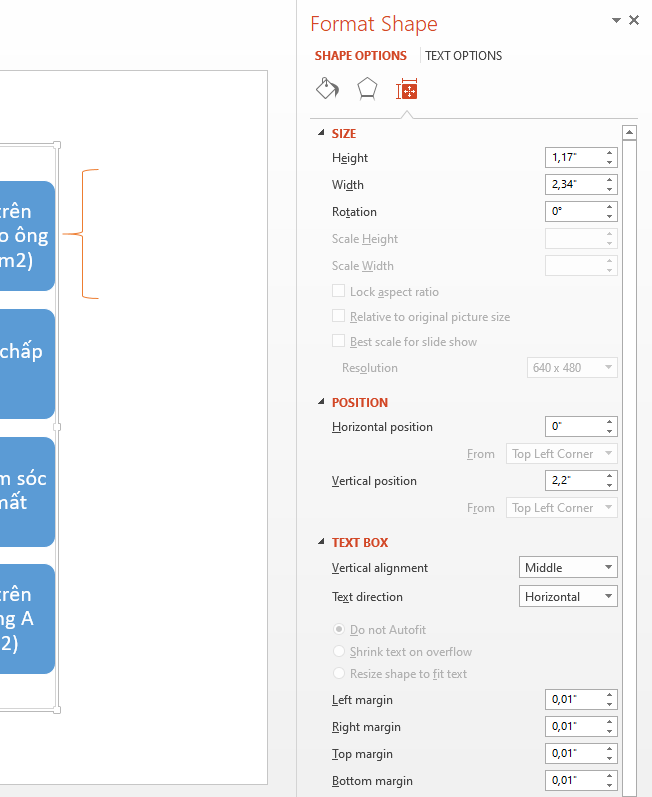 Format Shape
SHAPE OPTIONS TEXT OPTIONS
SIZE
Height 1,17"
Width 2,34"
Rotation 0°
Scale Height
Scale Width
Lock aspect ratio
Relative to original picture size
Best scale for slide show
Resolution 640 x 480
POSITION
Horizontal position 0"
From Top Left Corner
Vertical position 2,2"
From Top Left Corner
TEXT BOX
Vertical alignment Middle
Text direction Horizontal
Do not Autofit
Shrink text on overflow
Resize shape to fit text
Left margin 0,01"
Right margin 0,01"
Top margin 0,01"
Bottom margin 0,01"
trên
o ông
m2)
chấp
m sóc
mất
trên
ng A
2)